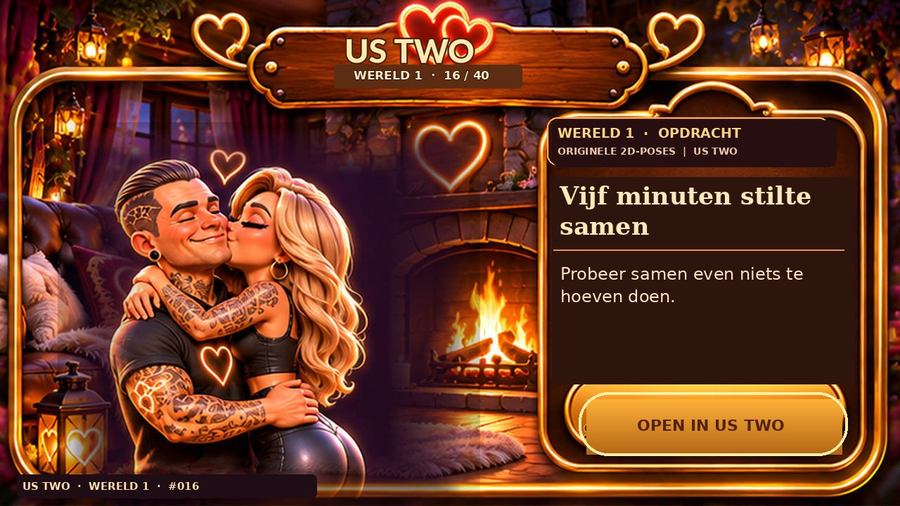 US TWO
WERELD 1 · 16 / 40
WERELD 1 · OPDRACHT
ORIGINELE 2D-POSES | US TWO
Vijf minuten stilte
samen
Probeer samen even niets te
hoeven doen.
OPEN IN US TWO
US TWO · WERELD 1 · #016